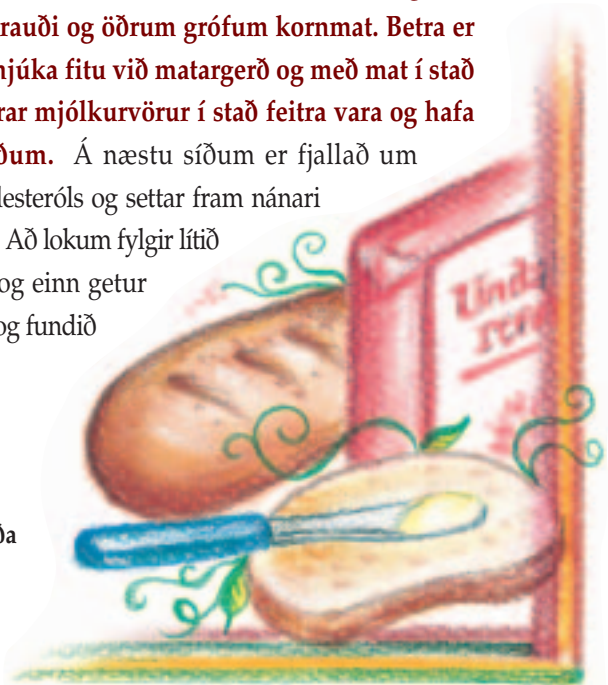 rauði og öðrum grófum kornmat. Betra er
mjúka fitu við matargerð og með mat í stað
rar mjólkurvörur í stað feitra vara og hafa
ðum. Á næstu síðum er fjallað um
lesteróls og settar fram nánari
Að lokum fylgir lítið
og einn getur
og fundið
ða